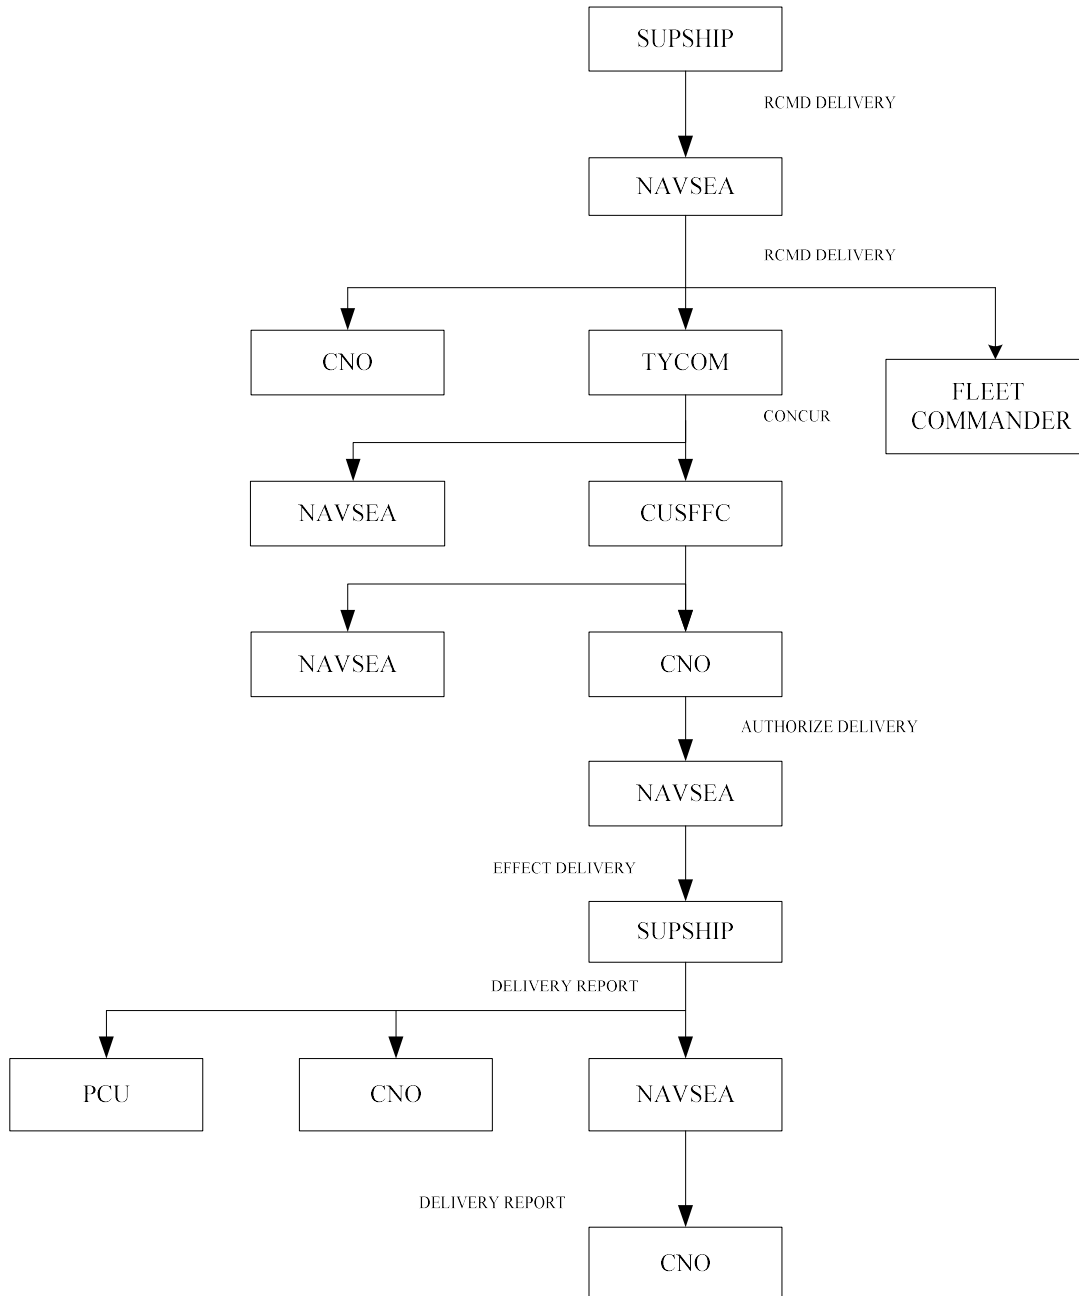 SUPSHIP
RCMD DELIVERY
NAVSEA
RCMD DELIVERY
CNO
TYCOM
FLEET
COMMANDER
CONCUR
NAVSEA
CUSFFC
NAVSEA
CNO
AUTHORIZE DELIVERY
NAVSEA
EFFECT DELIVERY
SUPSHIP
DELIVERY REPORT
PCU
CNO
NAVSEA
DELIVERY REPORT
CNO